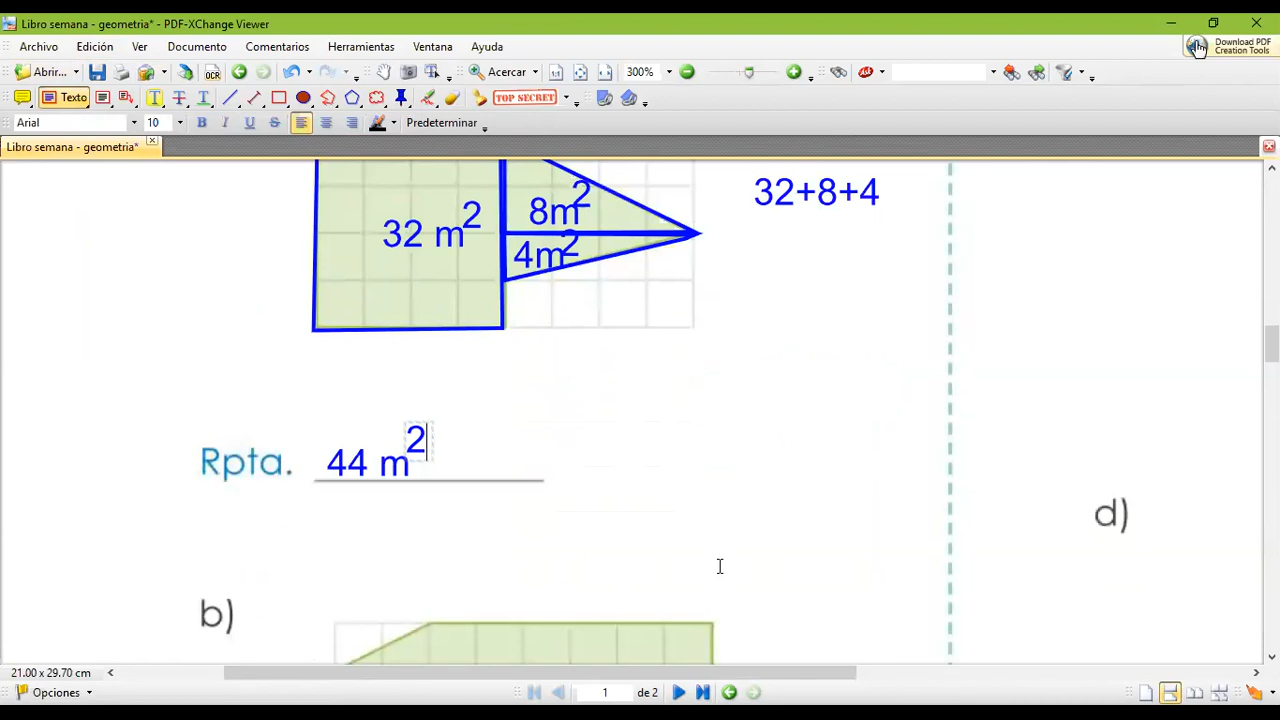 Libro semana - geometria* - PDF-XChange Viewer
Archivo Edición Ver Documento Comentarios Herramientas Ventana Ayuda
Download PDF Creation Tools
Abrir... OCR Acercar 300%
Texto TOP SECRET
Arial 10 B I U S Predeterminar
Libro semana - geometria*
32 m2
8m2
4m2
32+8+4
Rpta. 44 m2
d)
b)
21.00 x 29.70 cm
Opciones 1 de 2